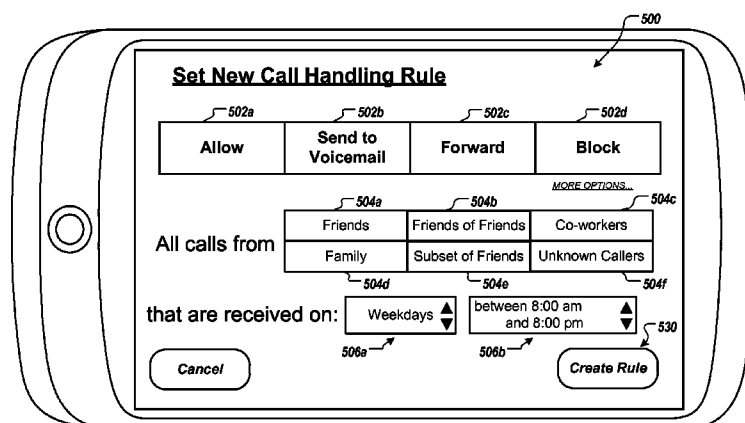 500
Set New Call Handling Rule
502a 502b 502c 502d
Allow Send to Voicemail Forward Block
MORE OPTIONS...
504a 504b 504c
Friends Friends of Friends Co-workers
All calls from
Family Subset of Friends Unknown Callers
504d 504e 504f
that are received on: Weekdays between 8:00 am and 8:00 pm
530
506a 506b
Cancel Create Rule